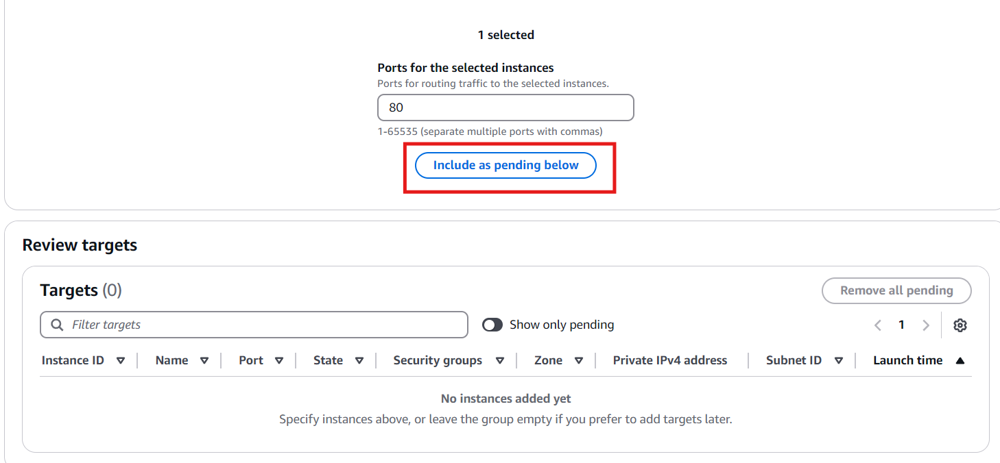 1 selected
Ports for the selected instances
Ports for routing traffic to the selected instances.
80
1-65535 (separate multiple ports with commas)
Include as pending below
Review targets
Targets (0)
Remove all pending
Filter targets
Show only pending
1
Instance ID Name Port State Security groups Zone Private IPv4 address Subnet ID Launch time
No instances added yet
Specify instances above, or leave the group empty if you prefer to add targets later.